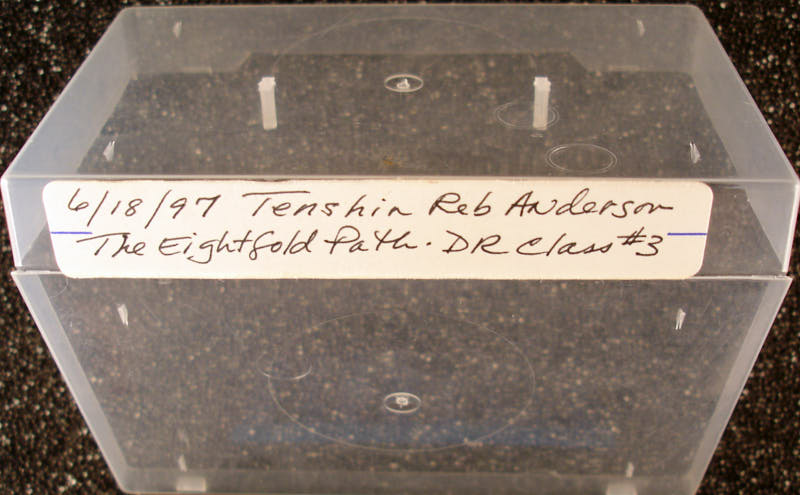 6/18/97 Tenshin Reb Anderson
The Eightfold Path. DR Class #3